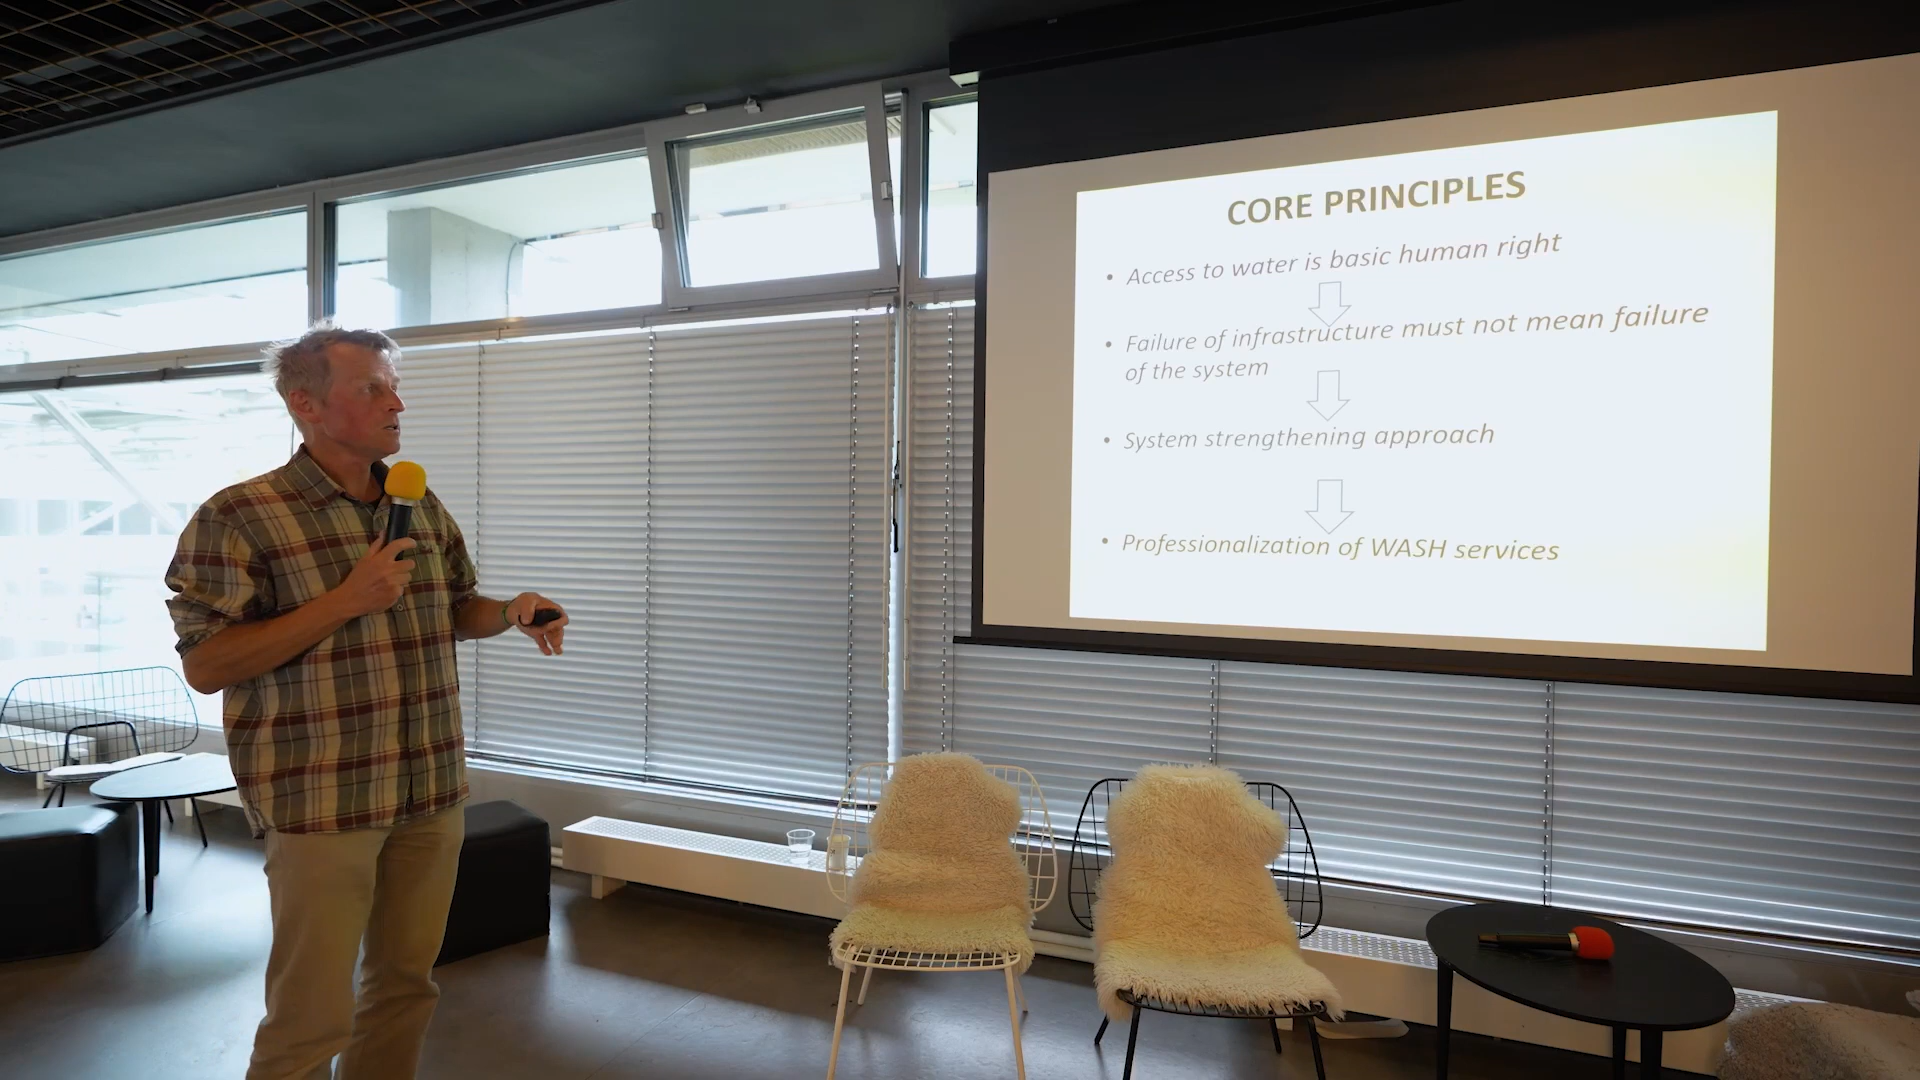 CORE PRINCIPLES
• Access to water is basic human right
• Failure of infrastructure must not mean failure
of the system
• System strengthening approach
• Professionalization of WASH services